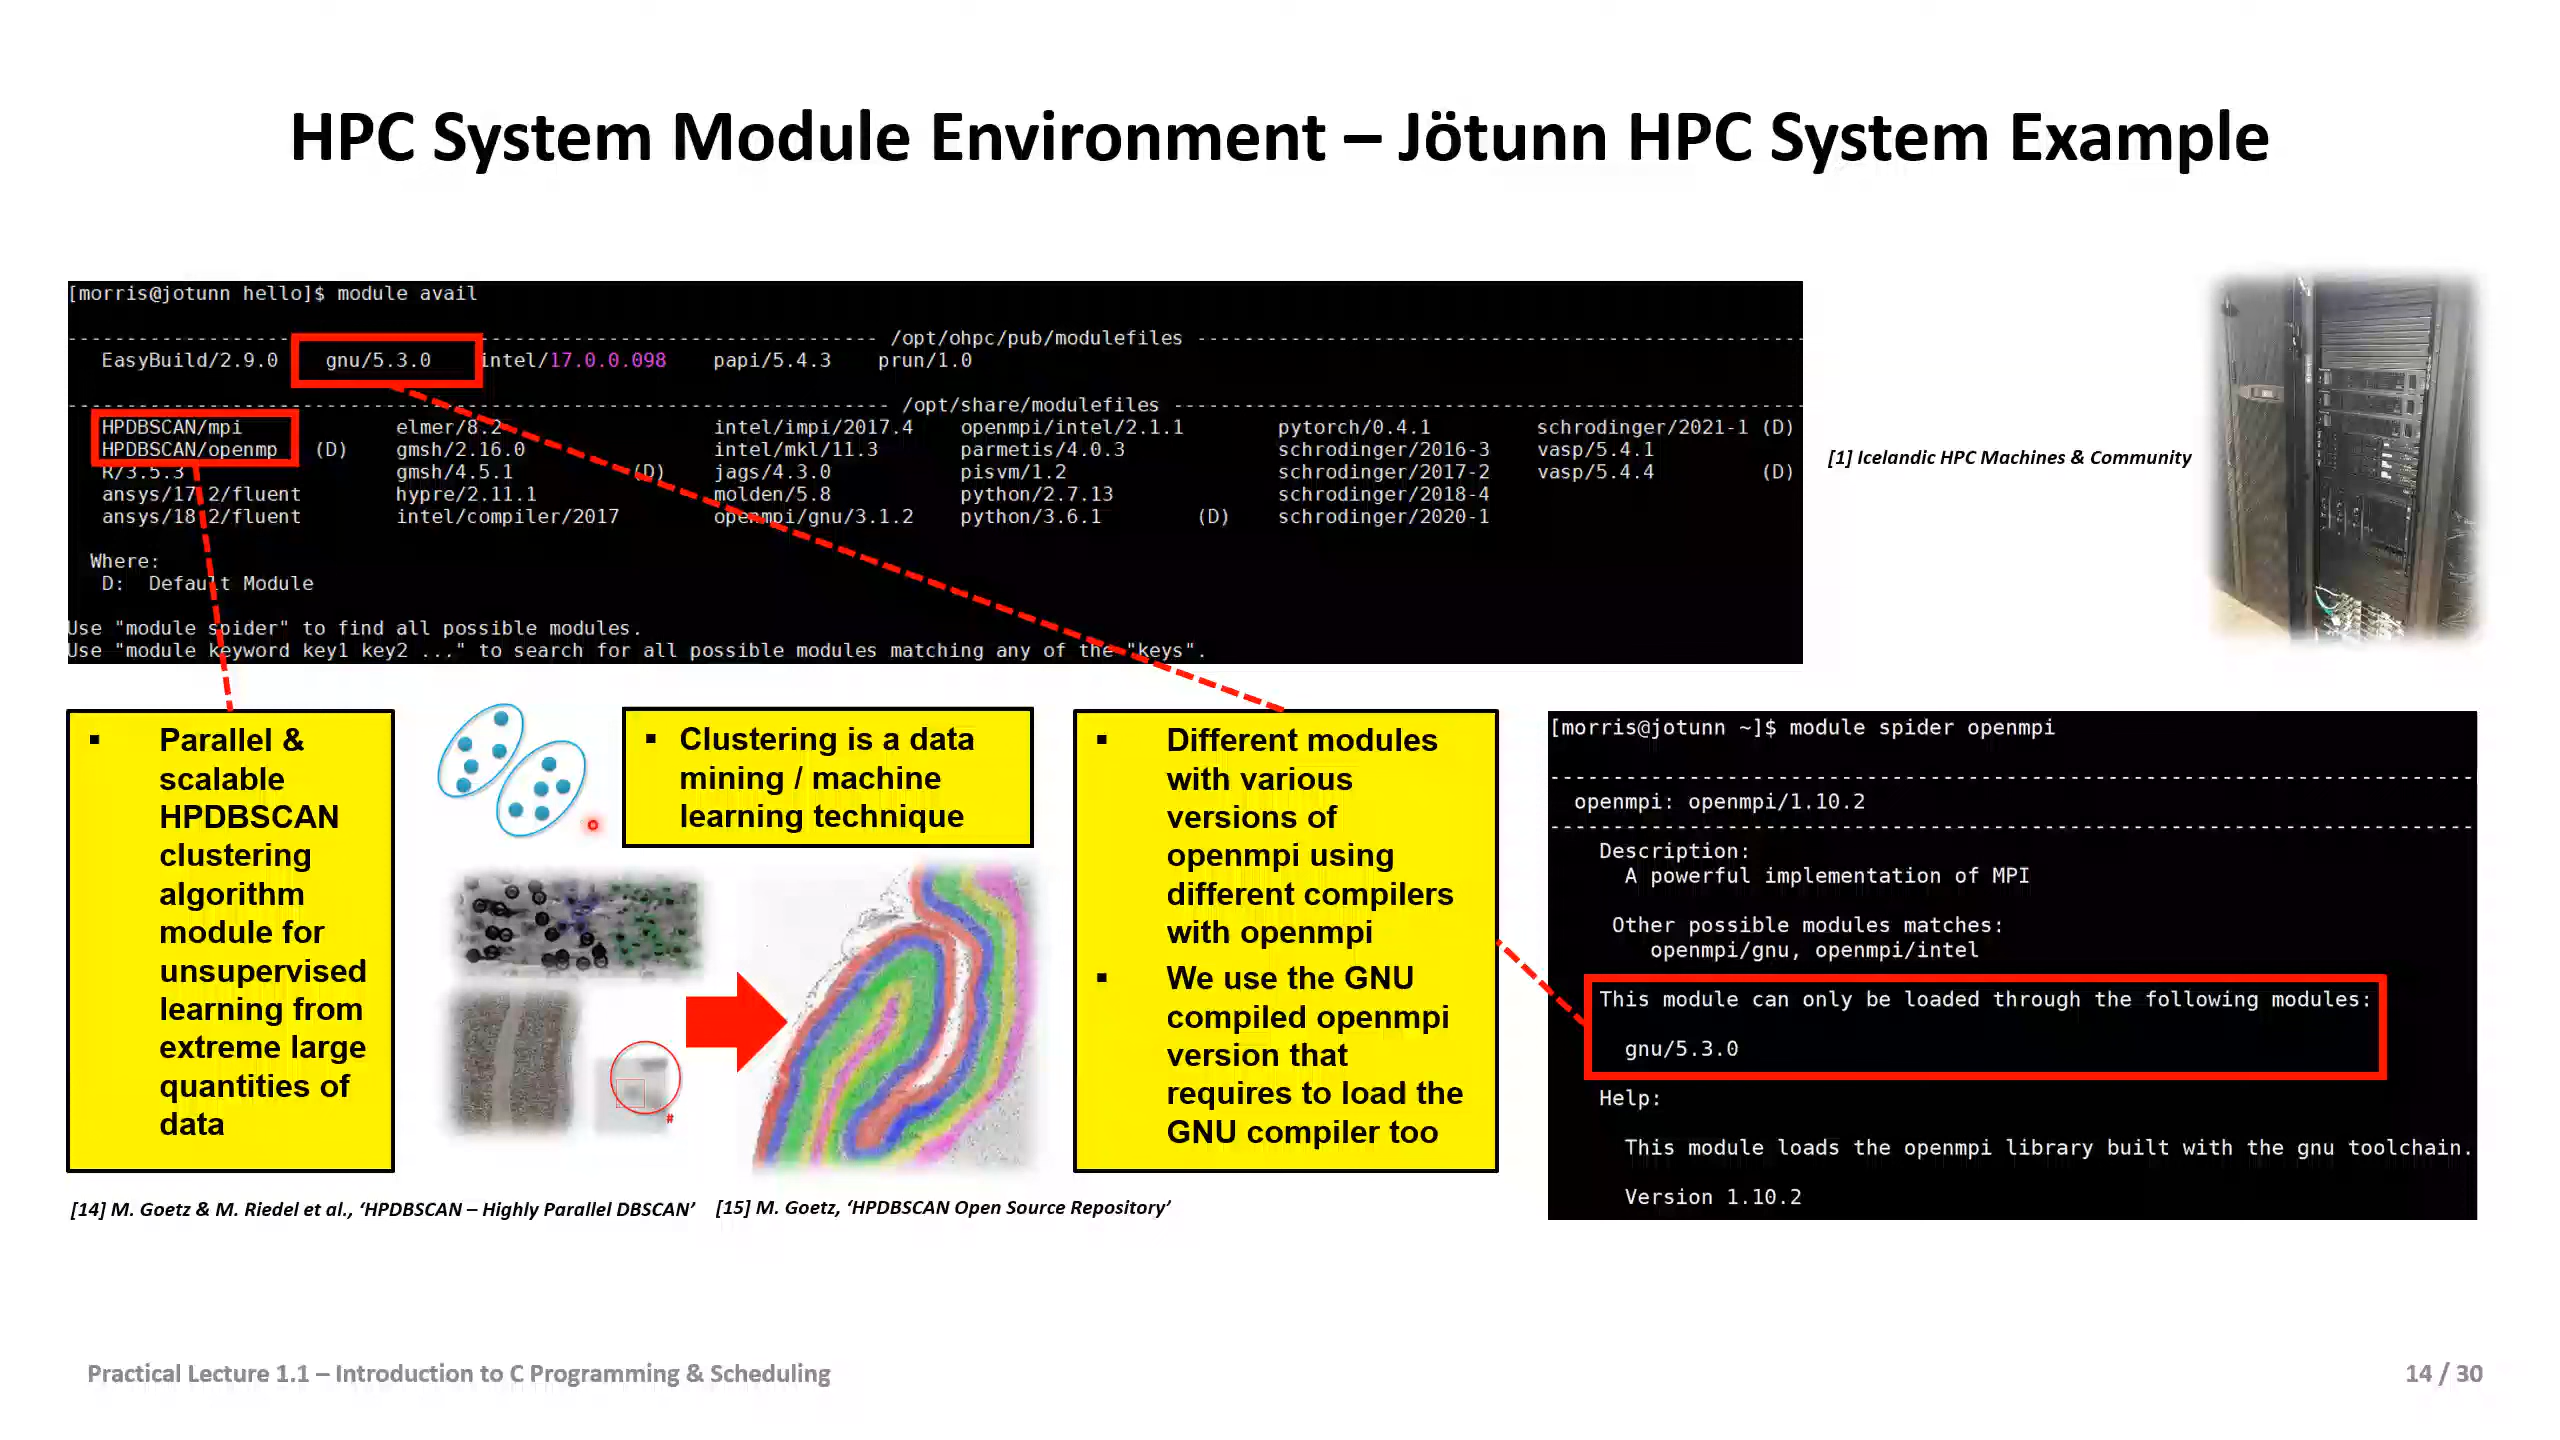 HPC System Module Environment – Jötunn HPC System Example
[morris@jotunn hello]$ module avail
------------------------------ /opt/ohpc/pub/modulefiles ------------------------------
EasyBuild/2.9.0 gnu/5.3.0 intel/17.0.0.098 papi/5.4.3 prun/1.0
------------------------------ /opt/share/modulefiles ------------------------------
HPDBSCAN/mpi elmer/8.2 intel/impi/2017.4 openmpi/intel/2.1.1 pytorch/0.4.1 schrodinger/2021-1 (D)
HPDBSCAN/openmp (D) gmsh/2.16.0 intel/mkl/11.3 parmetis/4.0.3 schrodinger/2016-3 vasp/5.4.1
R/3.5.3 gmsh/4.5.1 (D) jags/4.3.0 pisvm/1.2 schrodinger/2017-2 vasp/5.4.4 (D)
ansys/17.2/fluent hypre/2.11.1 molden/5.8 python/2.7.13 schrodinger/2018-4
ansys/18.2/fluent intel/compiler/2017 openmpi/gnu/3.1.2 python/3.6.1 (D) schrodinger/2020-1
Where:
D: Default Module
Use "module spider" to find all possible modules.
Use "module keyword key1 key2 ..." to search for all possible modules matching any of the "keys".
[1] Icelandic HPC Machines & Community
▪ Parallel &
scalable
HPDBSCAN
clustering
algorithm
module for
unsupervised
learning from
extreme large
quantities of
data
▪ Clustering is a data
mining / machine
learning technique
#
▪ Different modules
with various
versions of
openmpi using
different compilers
with openmpi
▪ We use the GNU
compiled openmpi
version that
requires to load the
GNU compiler too
[morris@jotunn ~]$ module spider openmpi
------------------------------------------------------------
openmpi: openmpi/1.10.2
------------------------------------------------------------
Description:
A powerful implementation of MPI
Other possible modules matches:
openmpi/gnu, openmpi/intel
This module can only be loaded through the following modules:
gnu/5.3.0
Help:
This module loads the openmpi library built with the gnu toolchain.
Version 1.10.2
[14] M. Goetz & M. Riedel et al., ‘HPDBSCAN – Highly Parallel DBSCAN’
[15] M. Goetz, ‘HPDBSCAN Open Source Repository’
Practical Lecture 1.1 – Introduction to C Programming & Scheduling
14 / 30